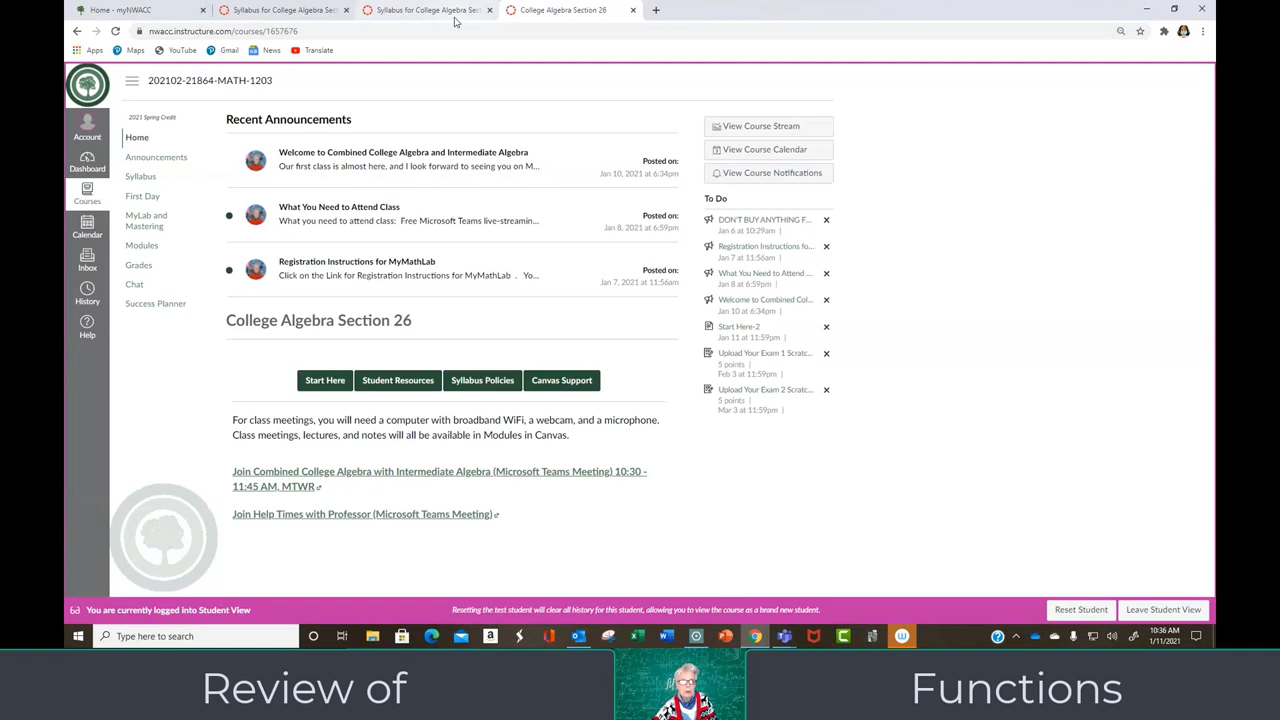 Home - myNWACC
Syllabus for College Algebra Sec
Syllabus for College Algebra Sec
College Algebra Section 26
nwacc.instructure.com/courses/1657676
Apps
Maps
YouTube
Gmail
News
Translate
202102-21864-MATH-1203
Account
Dashboard
Courses
Calendar
Inbox
History
Help
2021 Spring Credit
Home
Announcements
Syllabus
First Day
MyLab and
Mastering
Modules
Grades
Chat
Success Planner
Recent Announcements
Welcome to Combined College Algebra and Intermediate Algebra
Our first class is almost here, and I look forward to seeing you on M...
Posted on:
Jan 10, 2021 at 6:34pm
What You Need to Attend Class
What you need to attend class: Free Microsoft Teams live-streamin...
Posted on:
Jan 8, 2021 at 6:59pm
Registration Instructions for MyMathLab
Click on the Link for Registration Instructions for MyMathLab . Yo...
Posted on:
Jan 7, 2021 at 11:56am
College Algebra Section 26
Start Here
Student Resources
Syllabus Policies
Canvas Support
For class meetings, you will need a computer with broadband WiFi, a webcam, and a microphone.
Class meetings, lectures, and notes will all be available in Modules in Canvas.
Join Combined College Algebra with Intermediate Algebra (Microsoft Teams Meeting) 10:30 -
11:45 AM, MTWR
Join Help Times with Professor (Microsoft Teams Meeting)
View Course Stream
View Course Calendar
View Course Notifications
To Do
DON'T BUY ANYTHING F...
Jan 6 at 10:29am |
Registration Instructions fo...
Jan 7 at 11:56am |
What You Need to Attend ...
Jan 8 at 6:59pm |
Welcome to Combined Col...
Jan 10 at 6:34pm |
Start Here-2
Jan 11 at 11:59pm |
Upload Your Exam 1 Scratc...
5 points |
Feb 3 at 11:59pm |
Upload Your Exam 2 Scratc...
5 points |
Mar 3 at 11:59pm |
You are currently logged into Student View
Resetting the test student will clear all history for this student, allowing you to view the course as a brand new student.
Reset Student
Leave Student View
Type here to search
10:36 AM
1/11/2021
Review of
Functions